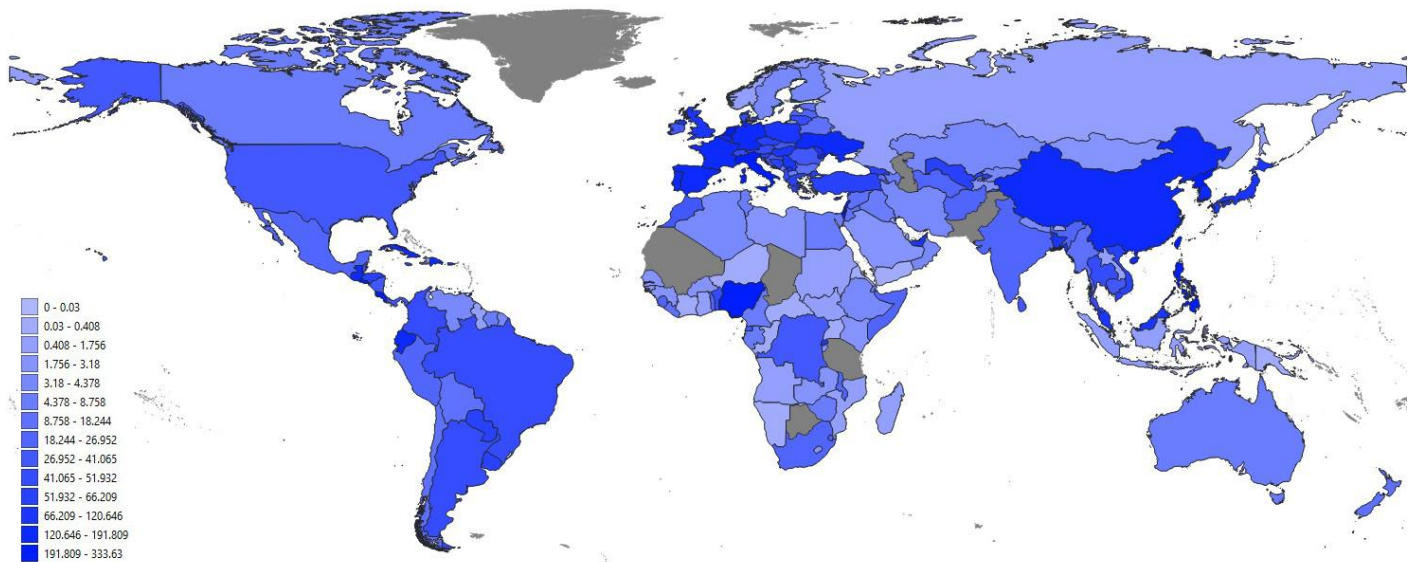 0 - 0.03
0.03 - 0.408
0.408 - 1.756
1.756 - 3.18
3.18 - 4.378
4.378 - 8.758
8.758 - 18.244
18.244 - 26.952
26.952 - 41.065
41.065 - 51.932
51.932 - 66.209
66.209 - 120.646
120.646 - 191.809
191.809 - 333.63